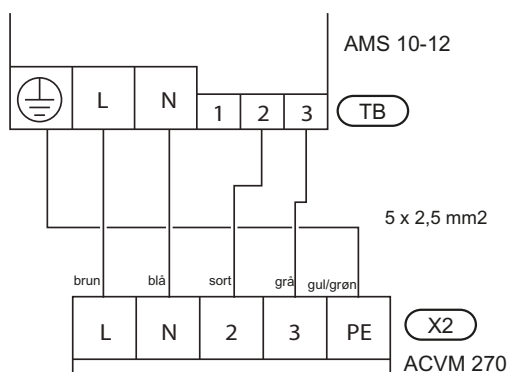 AMS 10-12
L N 1 2 3 TB
5 x 2,5 mm2
brun blå sort grå gul/grøn
L N 2 3 PE X2
ACVM 270